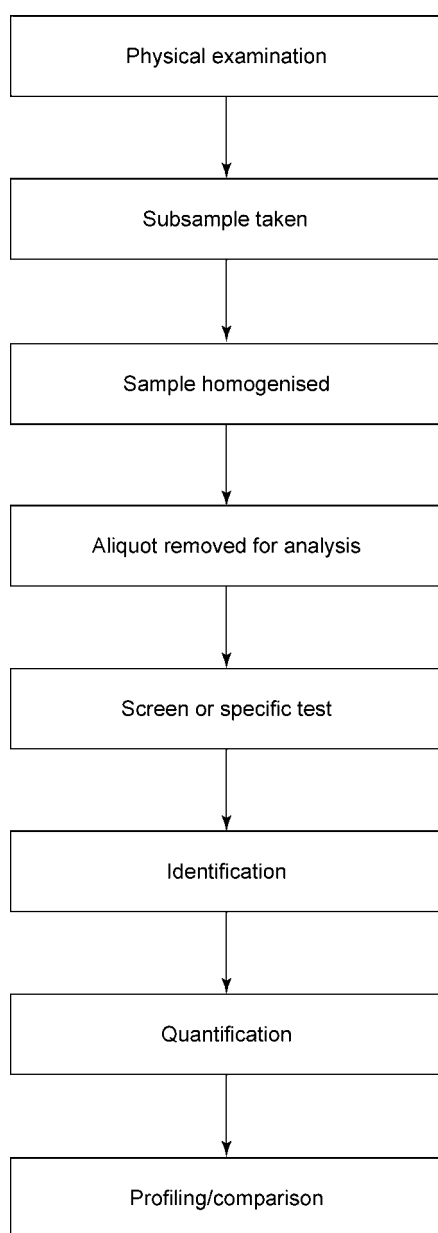 Physical examination
Subsample taken
Sample homogenised
Aliquot removed for analysis
Screen or specific test
Identification
Quantification
Profiling/comparison